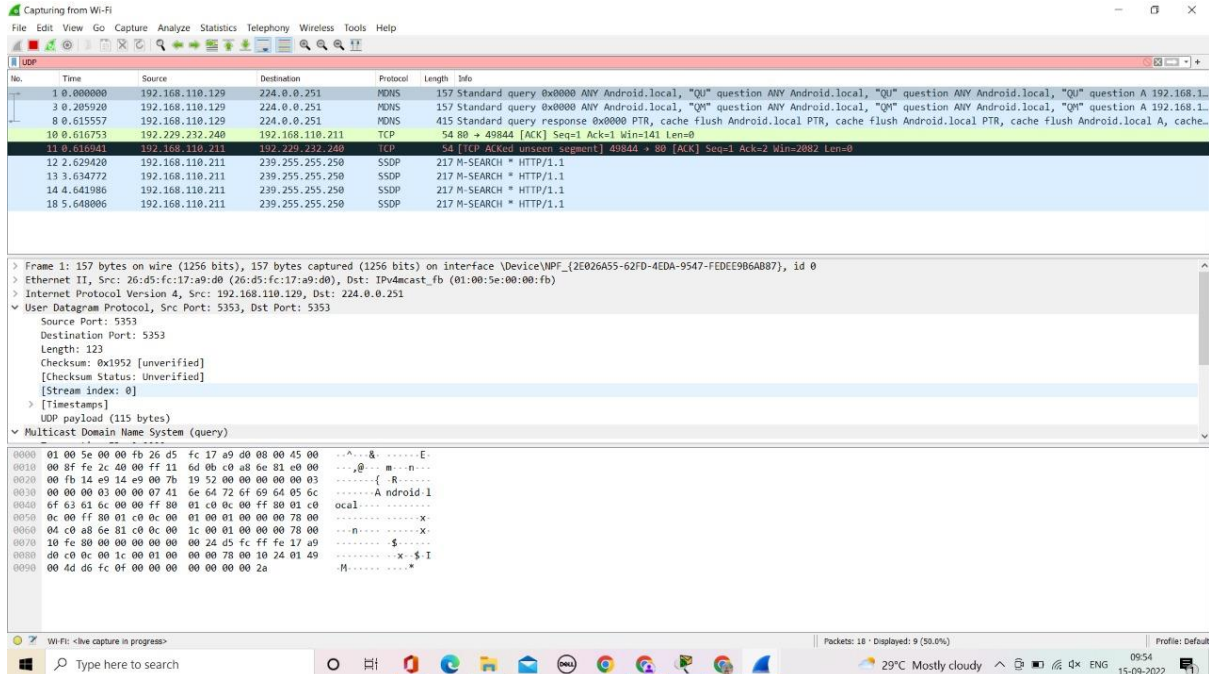 Capturing from Wi-Fi
File Edit View Go Capture Analyze Statistics Telephony Wireless Tools Help
UDP
No. Time Source Destination Protocol Length Info
1 0.000000 192.168.110.129 224.0.0.251 MDNS 157 Standard query 0x0000 ANY Android.local, "QU" question ANY Android.local, "QU" question ANY Android.local, "QU" question A 192.168.1…
3 0.205920 192.168.110.129 224.0.0.251 MDNS 157 Standard query 0x0000 ANY Android.local, "QM" question ANY Android.local, "QM" question ANY Android.local, "QM" question A 192.168.1…
8 0.615557 192.168.110.129 224.0.0.251 MDNS 415 Standard query response 0x0000 PTR, cache flush Android.local PTR, cache flush Android.local PTR, cache flush Android.local A, cache…
10 0.616753 192.229.232.240 192.168.110.211 TCP 54 80 → 49844 [ACK] Seq=1 Ack=1 Win=141 Len=0
11 0.616941 192.168.110.211 192.229.232.240 TCP 54 [TCP ACKed unseen segment] 49844 → 80 [ACK] Seq=1 Ack=2 Win=2082 Len=0
12 2.629420 192.168.110.211 239.255.255.250 SSDP 217 M-SEARCH * HTTP/1.1
13 3.634772 192.168.110.211 239.255.255.250 SSDP 217 M-SEARCH * HTTP/1.1
14 4.641986 192.168.110.211 239.255.255.250 SSDP 217 M-SEARCH * HTTP/1.1
18 5.648006 192.168.110.211 239.255.255.250 SSDP 217 M-SEARCH * HTTP/1.1
> Frame 1: 157 bytes on wire (1256 bits), 157 bytes captured (1256 bits) on interface \Device\NPF_{2E026A55-62FD-4EDA-9547-FEDEE9B6AB87}, id 0
> Ethernet II, Src: 26:d5:fc:17:a9:d0 (26:d5:fc:17:a9:d0), Dst: IPv4mcast_fb (01:00:5e:00:00:fb)
> Internet Protocol Version 4, Src: 192.168.110.129, Dst: 224.0.0.251
User Datagram Protocol, Src Port: 5353, Dst Port: 5353
Source Port: 5353
Destination Port: 5353
Length: 123
Checksum: 0x1952 [unverified]
[Checksum Status: Unverified]
[Stream index: 0]
> [Timestamps]
UDP payload (115 bytes)
Multicast Domain Name System (query)
0000 01 00 5e 00 00 fb 26 d5 fc 17 a9 d0 08 00 45 00 ··^···&· ······E·
0010 00 8f fe 2c 40 00 ff 11 6d 0b c0 a8 6e 81 e0 00 ···,@··· m···n···
0020 00 fb 14 e9 14 e9 00 7b 19 52 00 00 00 00 00 03 ·······{ ·R······
0030 00 00 00 03 00 00 07 41 6e 64 72 6f 69 64 05 6c ·······A ndroid·l
0040 6f 63 61 6c 00 00 ff 80 01 c0 0c 00 ff 80 01 c0 ocal···· ········
0050 0c 00 ff 80 01 c0 0c 00 01 00 01 00 00 00 78 00 ········ ······x·
0060 04 c0 a8 6e 81 c0 0c 00 1c 00 01 00 00 00 78 00 ···n···· ······x·
0070 10 fe 80 00 00 00 00 00 00 24 d5 fc ff fe 17 a9 ········ ·$······
0080 d0 c0 0c 00 1c 00 01 00 00 00 78 00 10 24 01 49 ········ ··x··$·I
0090 00 4d d6 fc 0f 00 00 00 00 00 00 00 2a ·M······ ····*
Wi-Fi: <live capture in progress>
Packets: 18 · Displayed: 9 (50.0%)
Profile: Default
Type here to search
DELL
29°C Mostly cloudy
ENG
09:54
15-09-2022